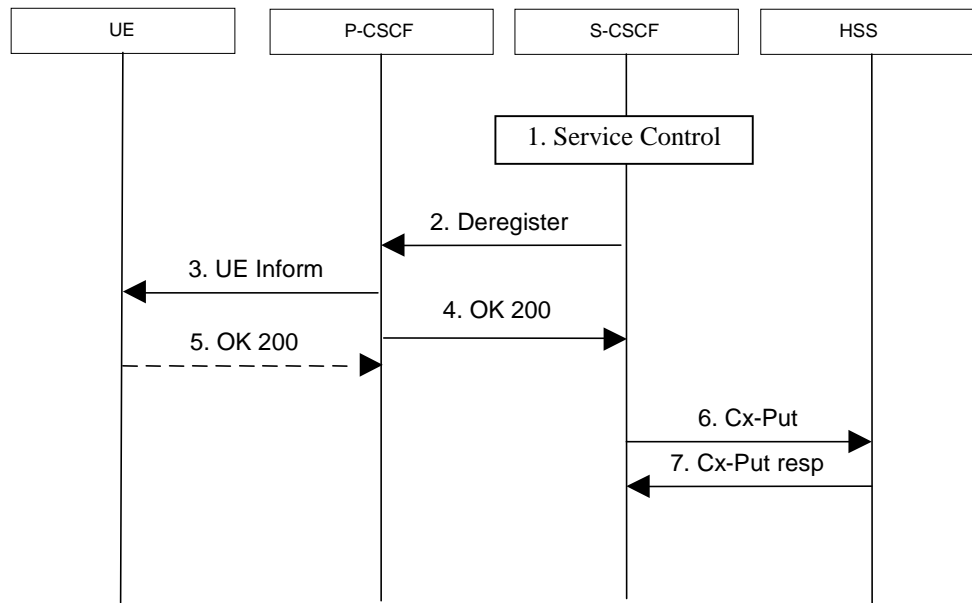 UE
P-CSCF
S-CSCF
HSS
1. Service Control
2. Deregister
3. UE Inform
4. OK 200
5. OK 200
6. Cx-Put
7. Cx-Put resp